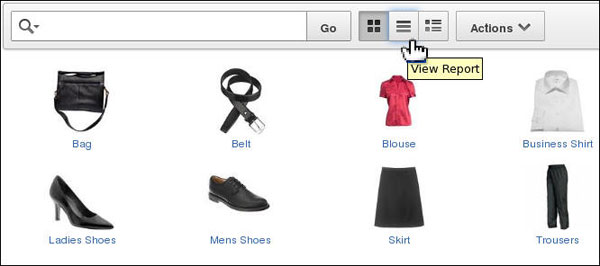 Go
Actions
View Report
Bag
Belt
Blouse
Business Shirt
Ladies Shoes
Mens Shoes
Skirt
Trousers